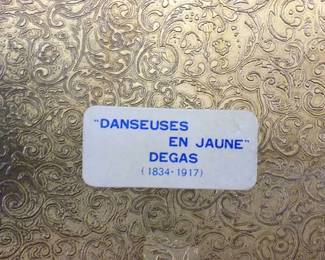 "DANSEUSES
EN JAUNE"
DEGAS
(1834-1917)